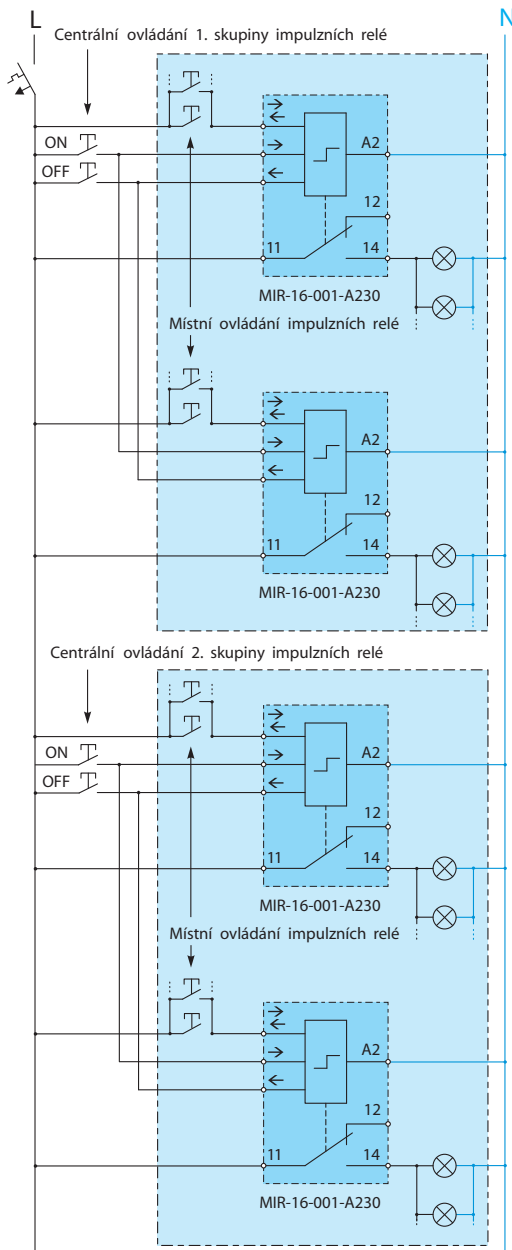 L
N
Centrální ovládání 1. skupiny impulzních relé
ON
OFF
A2
12
11
14
MIR-16-001-A230
Místní ovládání impulzních relé
A2
12
11
14
MIR-16-001-A230
Centrální ovládání 2. skupiny impulzních relé
ON
OFF
A2
12
11
14
MIR-16-001-A230
Místní ovládání impulzních relé
A2
12
11
14
MIR-16-001-A230